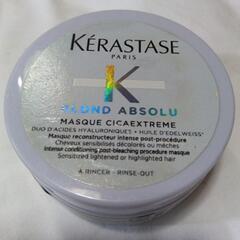 KÉRASTASE
PARIS
K
BLOND ABSOLU
MASQUE CICAEXTREME
DUO D'ACIDES HYALURONIQUES + HUILE D'EDELWEISS*
Masque reconstructeur intense post-procédure
Cheveux sensibilisés décolorés ou méchés
intense conditioning post-bleaching procedure masque
Sensitized lightened or highlighted hair
À RINCER - RINSE-OUT